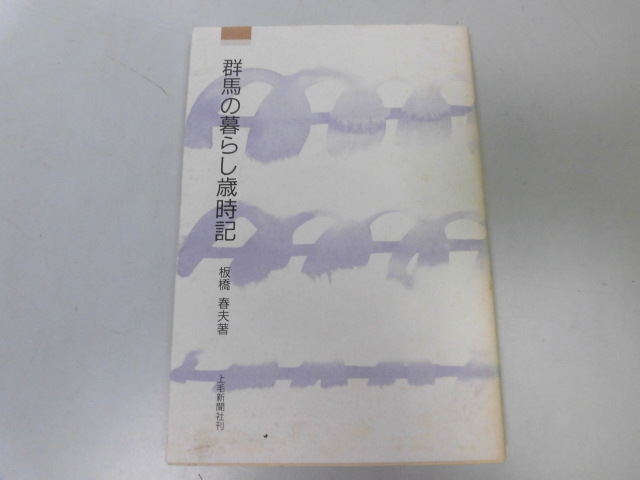 群馬の暮らし歳時記
板橋 春夫著
上毛新聞社刊